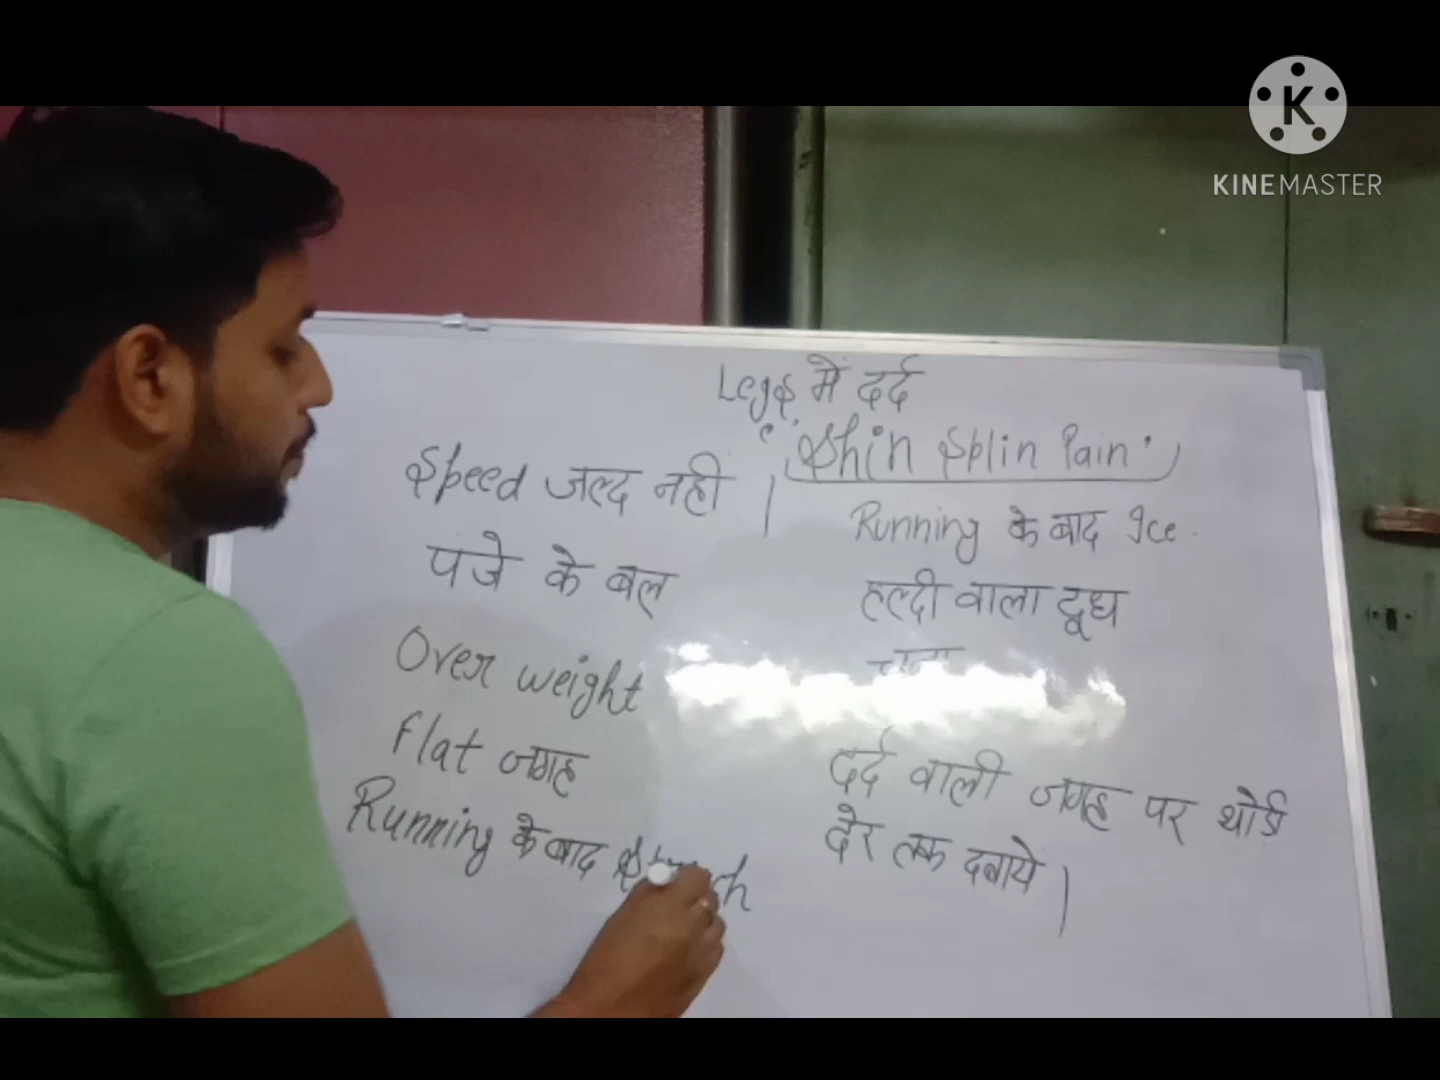 KINEMASTER
Legs में दर्द
"Shin Splin Pain"
Speed जल्द नहीं |
पंजे के बल
Over weight
Flat जगह
Running के बाद
Running के बाद Ice.
हल्दी वाला दूध
दर्द वाली जगह पर थोडी
देर तक दबाये |